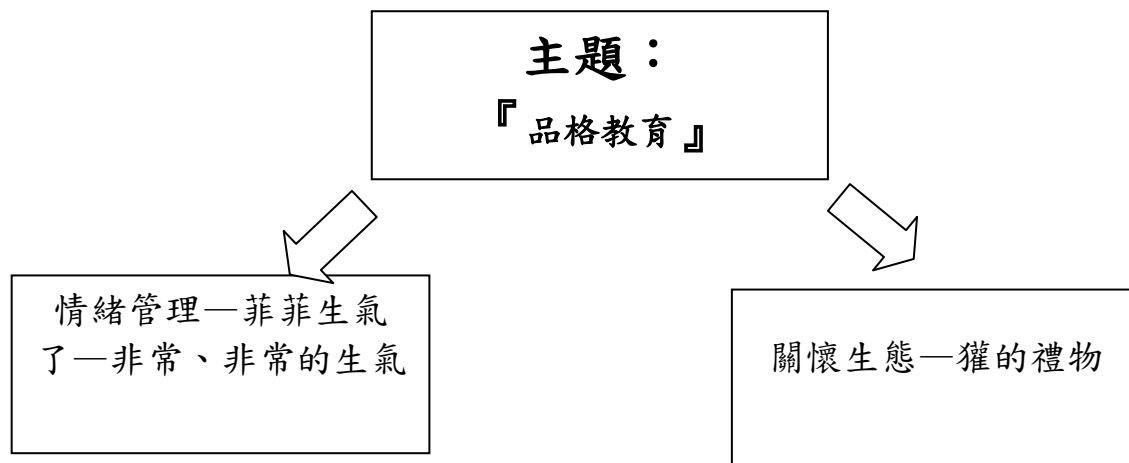 主題：
『品格教育』
情緒管理—菲菲生氣
了—非常、非常的生氣
關懷生態—獾的禮物